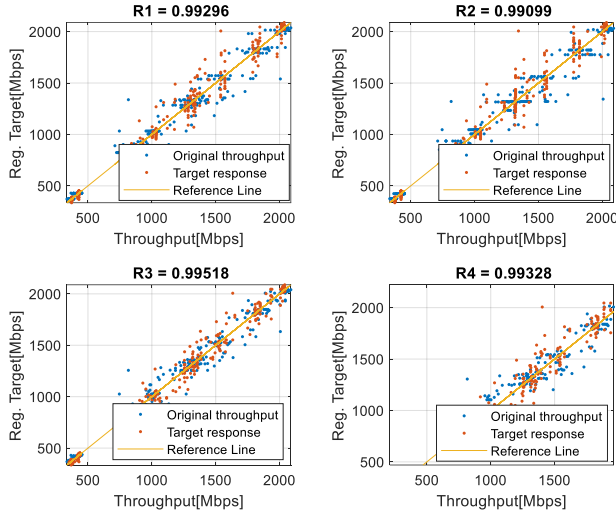 R1 = 0.99296
Reg. Target[Mbps]
2000
1500
1000
500
Original throughput
Target response
Reference Line
500 1000 1500 2000
Throughput[Mbps]
R2 = 0.99099
Reg. Target[Mbps]
2000
1500
1000
500
Original throughput
Target response
Reference Line
500 1000 1500 2000
Throughput[Mbps]
R3 = 0.99518
Reg. Target[Mbps]
2000
1500
1000
500
Original throughput
Target response
Reference Line
500 1000 1500 2000
Throughput[Mbps]
R4 = 0.99328
Reg. Target[Mbps]
2000
1500
1000
500
Original throughput
Target response
Reference Line
500 1000 1500
Throughput[Mbps]